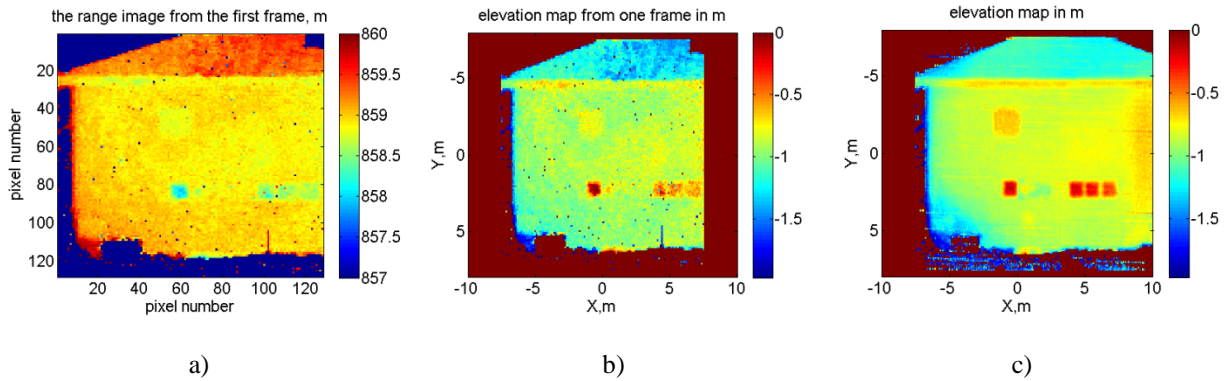 the range image from the first frame, m
860
859.5
859
858.5
858
857.5
857
20
40
60
80
100
120
pixel number
20 40 60 80 100 120
pixel number
a)
elevation map from one frame in m
0
-0.5
-1
-1.5
-5
0
5
Y,m
-10 -5 0 5 10
X,m
b)
elevation map in m
0
-0.5
-1
-1.5
-5
0
5
Y,m
-10 -5 0 5 10
X,m
c)